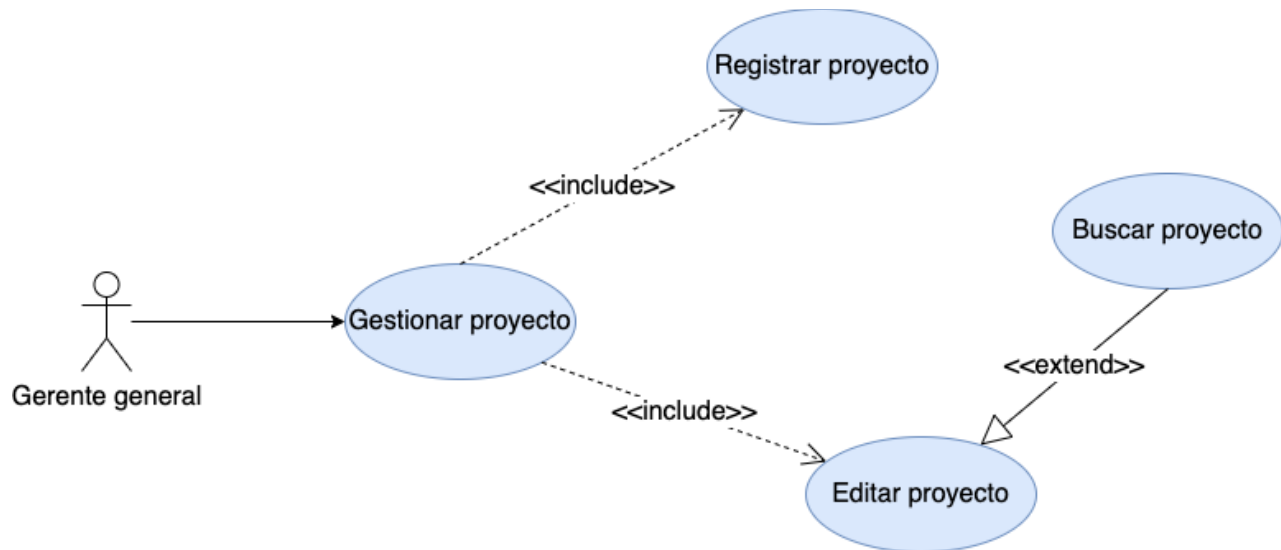 Registrar proyecto
<<include>>
Buscar proyecto
Gestionar proyecto
Gerente general
<<extend>>
<<include>>
Editar proyecto